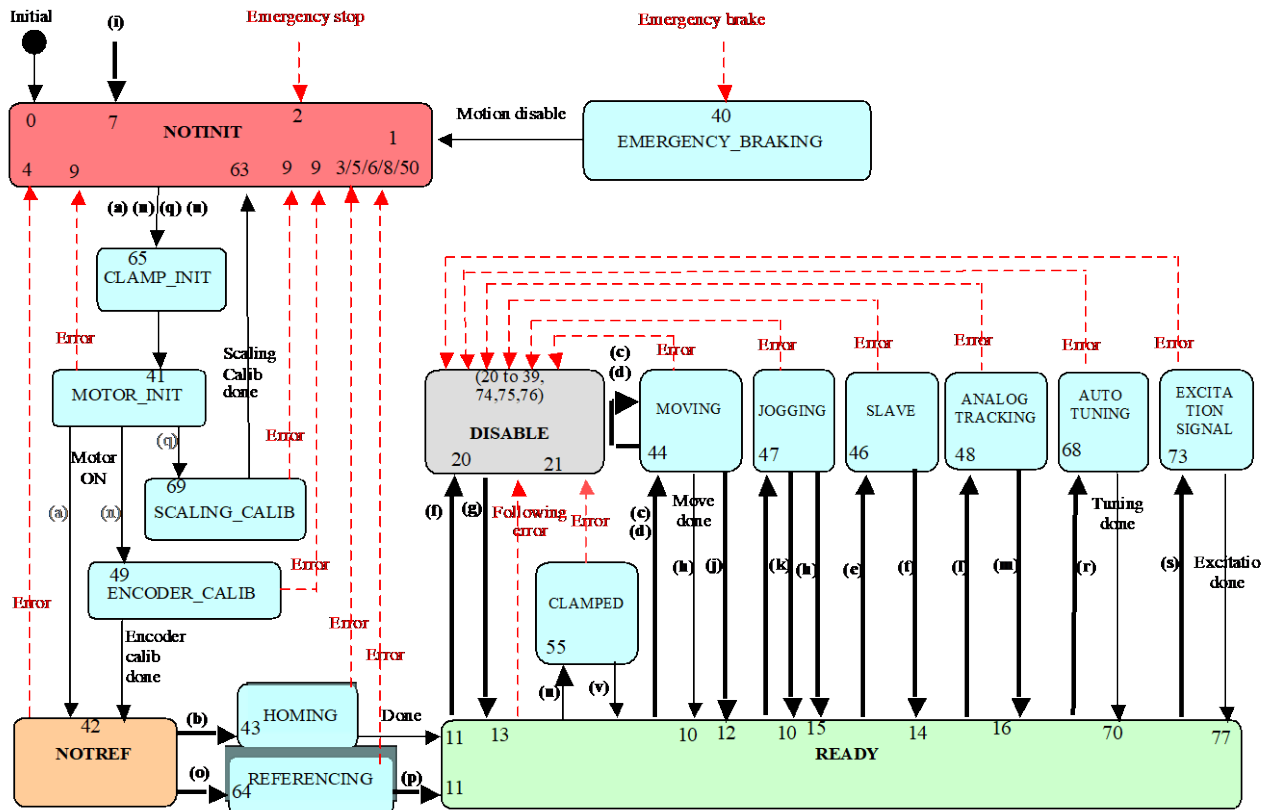 Initial
(i)
Emergency stop
Emergency brake
0
7
2
NOTINIT
1
4
9
63
9
9
3/5/6/8/50
Motion disable
40
EMERGENCY_BRAKING
(a) (n) (q) (u)
65
CLAMP_INIT
Error
Scaling
Calib
done
41
MOTOR_INIT
Motor
ON
(q)
Error
69
SCALING_CALIB
(a)
(n)
49
ENCODER_CALIB
Error
Error
Encoder
calib
done
Error
Error
42
NOTREF
(b)
43
HOMING
Done
(o)
64
REFERENCING
(p)
(20 to 39,
74,75,76)
DISABLE
20
21
(c)
(d)
Error
Error
Error
Error
Error
Error
MOVING
44
JOGGING
47
SLAVE
46
ANALOG
TRACKING
48
AUTO
TUNING
68
EXCITA
TION
SIGNAL
73
(f)
(g)
Following
error
Error
(c)
(d)
Move
done
(h)
(j)
(k)
(h)
(e)
(f)
(l)
(m)
(r)
Tuning
done
(s)
Excitatio
done
CLAMPED
55
(u)
(v)
11
13
10
12
10
15
14
16
70
77
READY
11